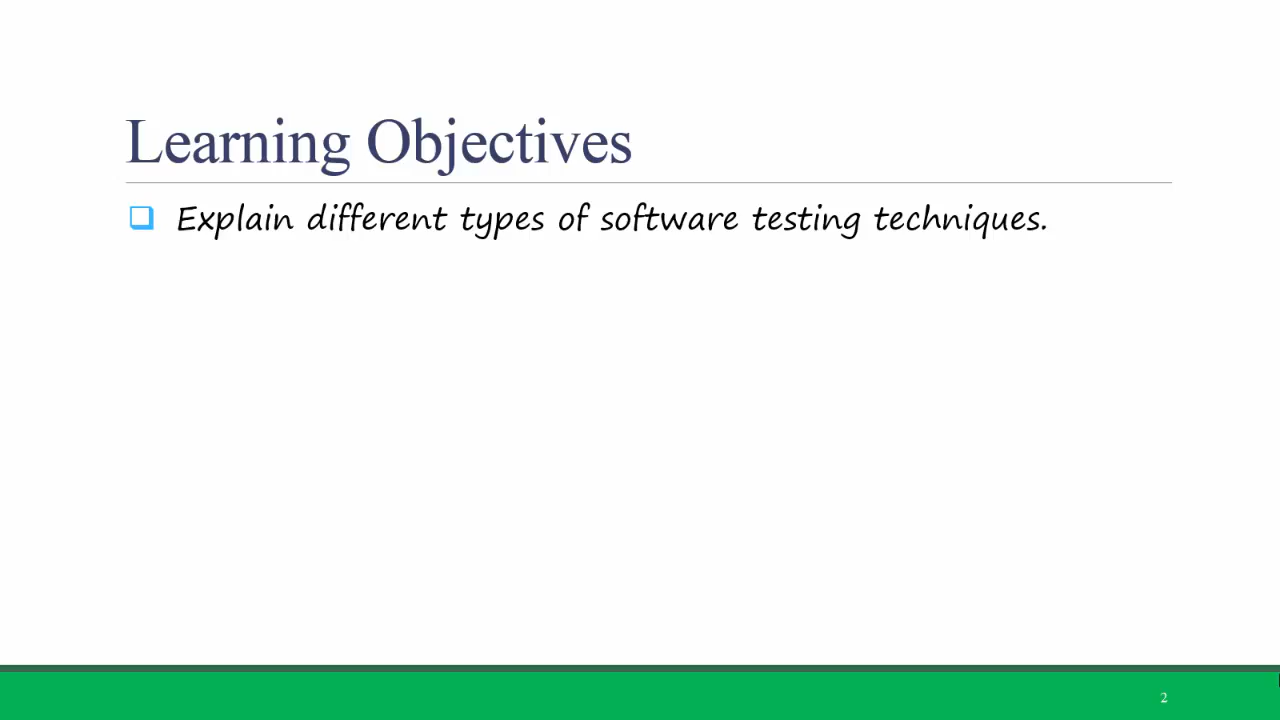 Learning Objectives
❑ Explain different types of software testing techniques.
2